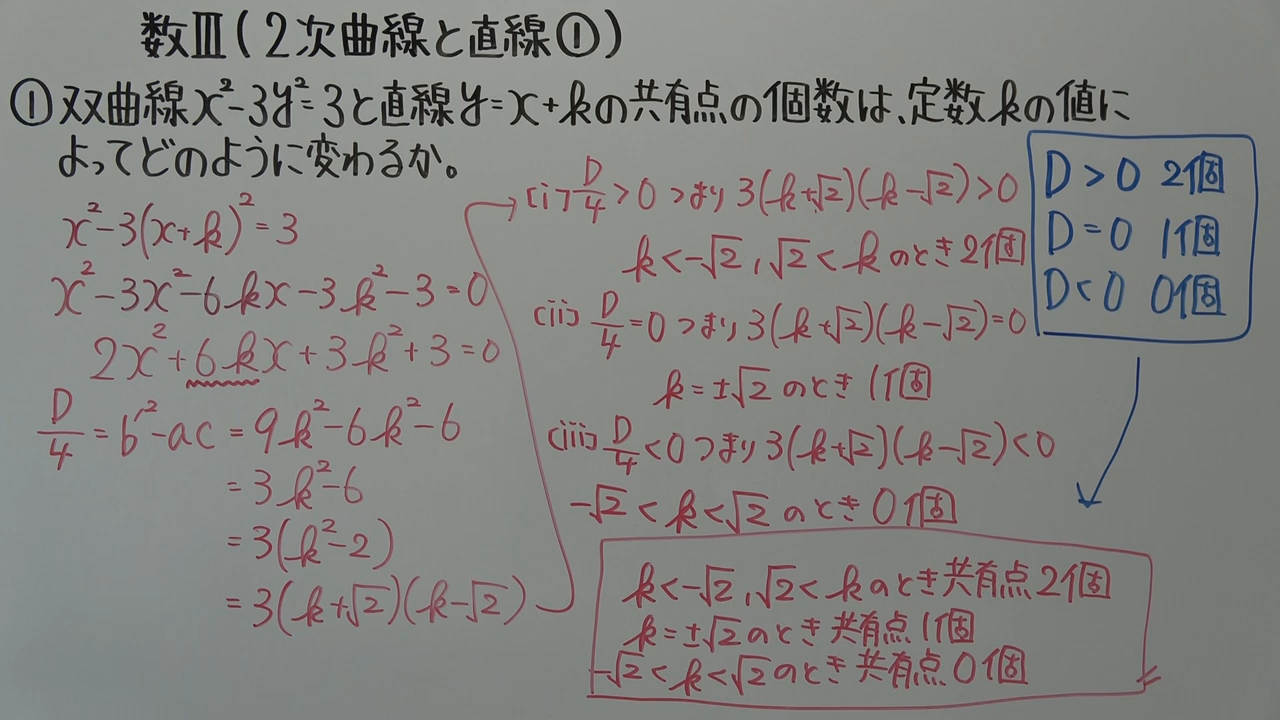 数Ⅲ(2次曲線と直線①)
①双曲線x²-3y²=3と直線y=x+kの共有点の個数は、定数kの値に
よってどのように変わるか。
x²-3(x+k)²=3
x²-3x²-6kx-3k²-3=0
2x²+6kx+3k²+3=0
D/4=b'²-ac=9k²-6k²-6
=3k²-6
=3(k²-2)
=3(k+√2)(k-√2)
(i) D/4>0 つまり 3(k+√2)(k-√2)>0
k<-√2, √2<kのとき2個
(ii) D/4=0 つまり 3(k+√2)(k-√2)=0
k=±√2のとき 1個
(iii) D/4<0 つまり 3(k+√2)(k-√2)<0
-√2<k<√2のとき 0個
D>0 2個
D=0 1個
D<0 0個
k<-√2, √2<kのとき共有点2個
k=±√2のとき 共有点1個
-√2<k<√2のとき 共有点0個